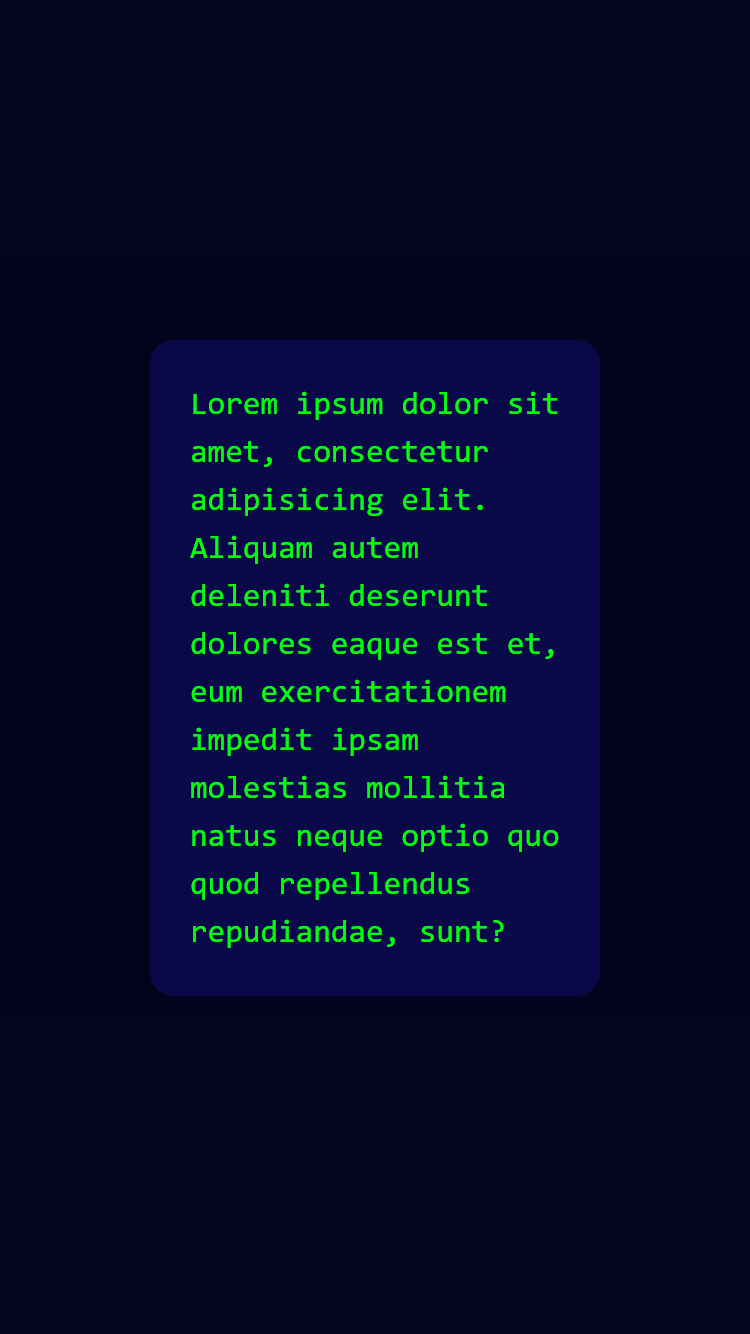 Lorem ipsum dolor sit
amet, consectetur
adipisicing elit.
Aliquam autem
deleniti deserunt
dolores eaque est et,
eum exercitationem
impedit ipsam
molestias mollitia
natus neque optio quo
quod repellendus
repudiandae, sunt?